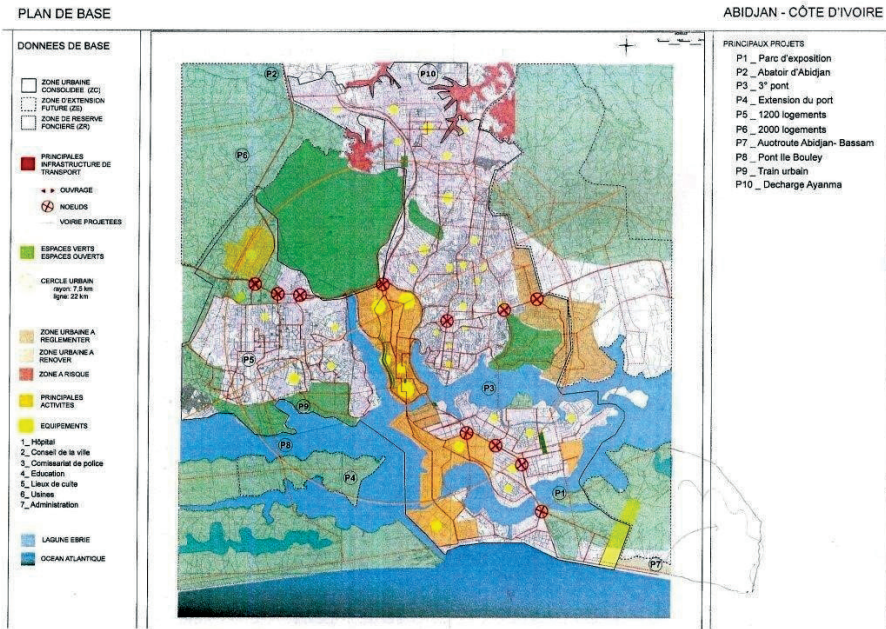 PLAN DE BASE
ABIDJAN - CÔTE D'IVOIRE
DONNEES DE BASE
ZONE URBAINE
CONSOLIDEE (ZC)
ZONE D'EXTENSION
FUTURE (ZE)
ZONE DE RESERVE
FONCIERE (ZR)
PRINCIPALES
INFRASTRUCTURE DE
TRANSPORT
OUVRAGE
NOEUDS
VOIRIE PROJETEES
ESPACES VERTS
ESPACES OUVERTS
CERCLE URBAIN
rayon: 7,5 km
ligne: 22 km
ZONE URBAINE A
REGLEMENTER
ZONE URBAINE A
RENOVER
ZONE A RISQUE
PRINCIPALES
ACTIVITES
EQUIPEMENTS
1_ Hôpital
2_ Conseil de la ville
3_ Comissariat de police
4_ Education
5_ Lieux de culte
6_ Usines
7_ Administration
LAGUNE EBRIE
OCEAN ATLANTIQUE
P2
P10
P6
P5
P3
P9
P8
P4
P1
P7
PRINCIPAUX PROJETS
P1 _ Parc d'exposition
P2 _ Abatoir d'Abidjan
P3 _ 3° pont
P4 _ Extension du port
P5 _ 1200 logements
P6 _ 2000 logements
P7 _ Auotroute Abidjan- Bassam
P8 _ Pont Ile Bouley
P9 _ Train urbain
P10 _ Decharge Ayanma